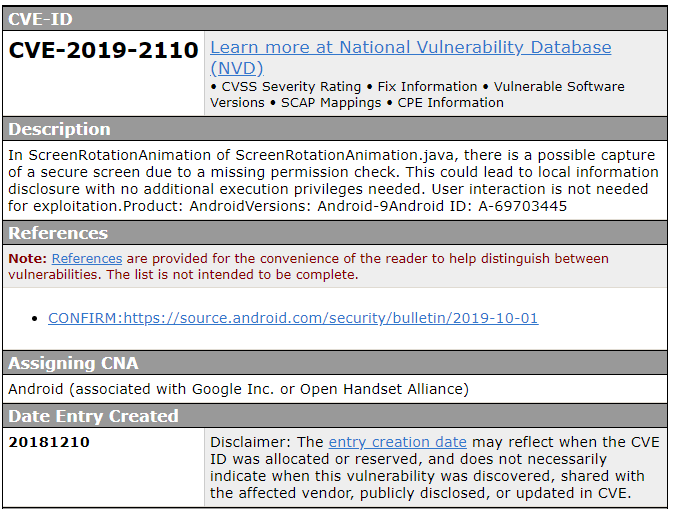 CVE-ID
CVE-2019-2110
Learn more at National Vulnerability Database
(NVD)
• CVSS Severity Rating • Fix Information • Vulnerable Software
Versions • SCAP Mappings • CPE Information
Description
In ScreenRotationAnimation of ScreenRotationAnimation.java, there is a possible capture
of a secure screen due to a missing permission check. This could lead to local information
disclosure with no additional execution privileges needed. User interaction is not needed
for exploitation.Product: AndroidVersions: Android-9Android ID: A-69703445
References
Note: References are provided for the convenience of the reader to help distinguish between
vulnerabilities. The list is not intended to be complete.
• CONFIRM:https://source.android.com/security/bulletin/2019-10-01
Assigning CNA
Android (associated with Google Inc. or Open Handset Alliance)
Date Entry Created
20181210
Disclaimer: The entry creation date may reflect when the CVE
ID was allocated or reserved, and does not necessarily
indicate when this vulnerability was discovered, shared with
the affected vendor, publicly disclosed, or updated in CVE.